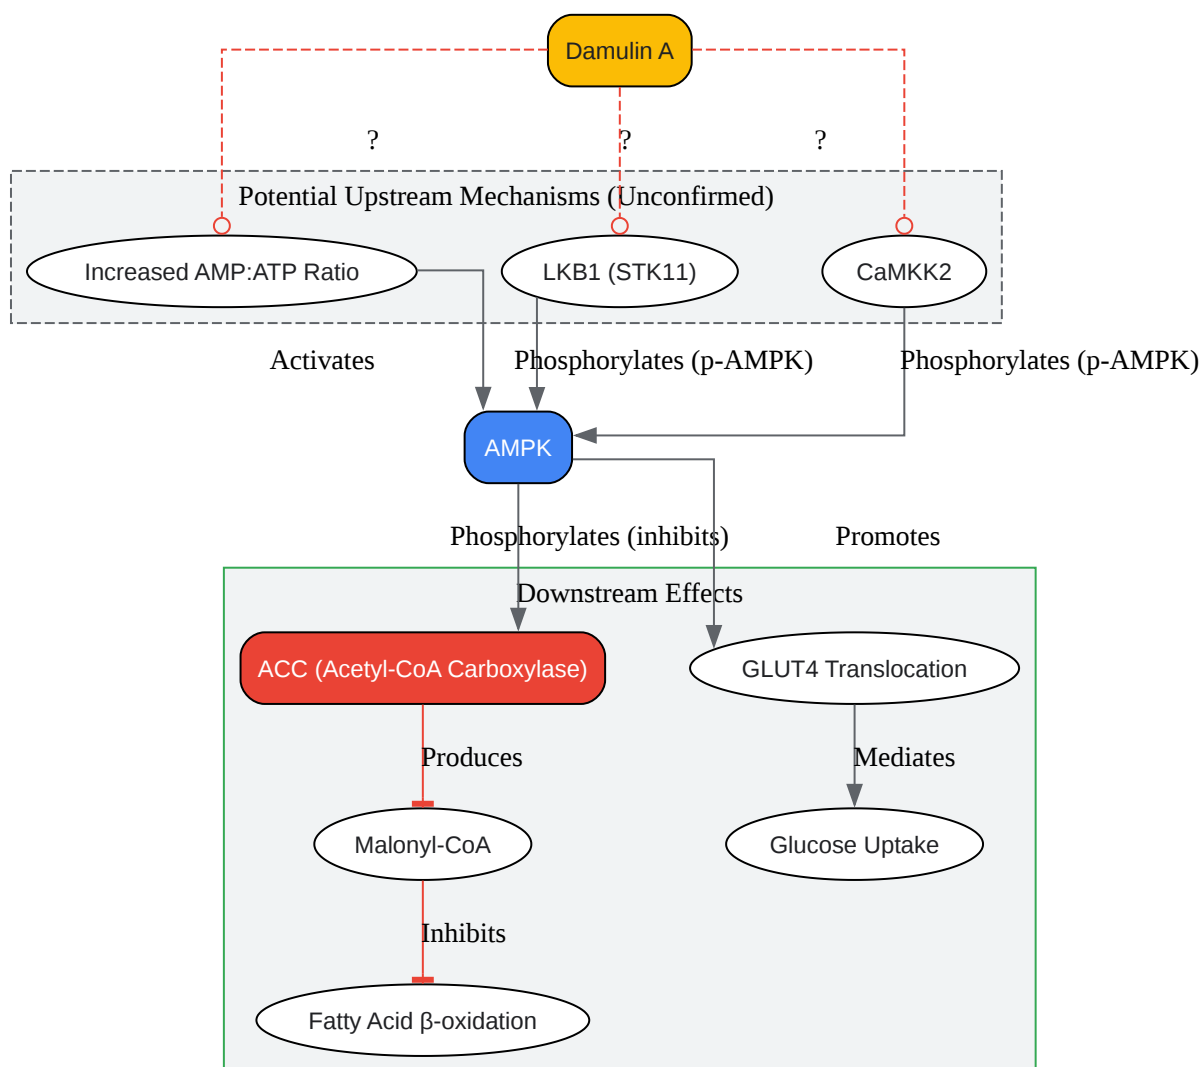 Damulin A
?
?
?
Potential Upstream Mechanisms (Unconfirmed)
Increased AMP:ATP Ratio
LKB1 (STK11)
CaMKK2
Activates
Phosphorylates (p-AMPK)
Phosphorylates (p-AMPK)
AMPK
Phosphorylates (inhibits)
Promotes
Downstream Effects
ACC (Acetyl-CoA Carboxylase)
GLUT4 Translocation
Produces
Mediates
Malonyl-CoA
Glucose Uptake
Inhibits
Fatty Acid β-oxidation